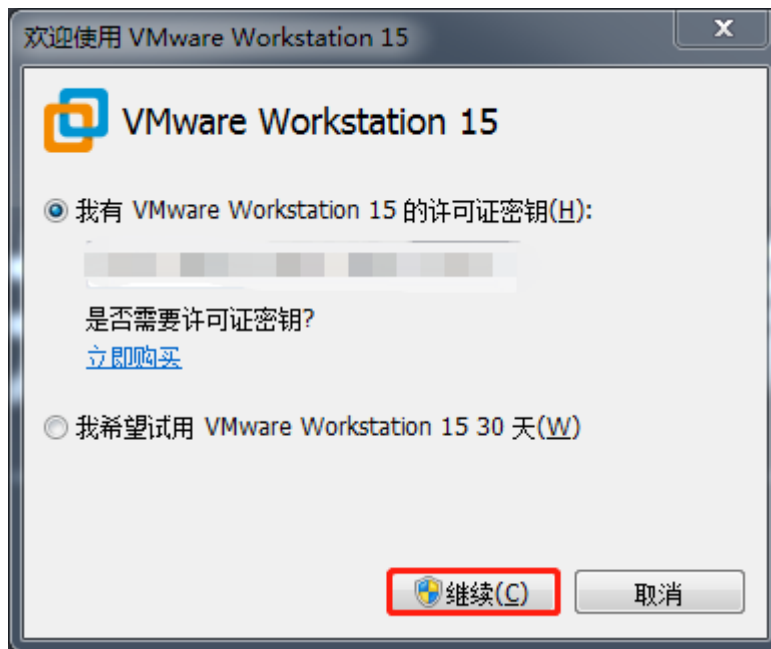 欢迎使用 VMware Workstation 15
VMware Workstation 15
我有 VMware Workstation 15 的许可证密钥(H):
是否需要许可证密钥?
立即购买
我希望试用 VMware Workstation 15 30 天(W)
继续(C) 取消